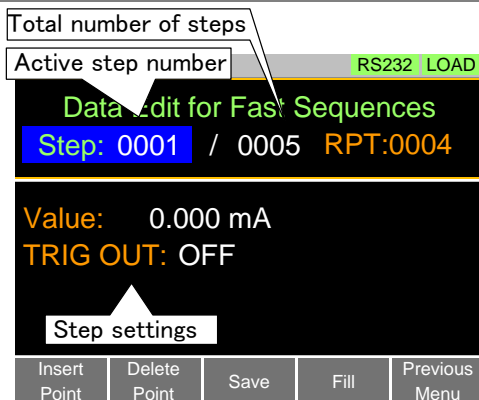 Total number of steps
Active step number
RS232 LOAD
Data Edit for Fast Sequences
Step: 0001 / 0005 RPT:0004
Value: 0.000 mA
TRIG OUT: OFF
Step settings
Insert Point
Delete Point
Save
Fill
Previous Menu